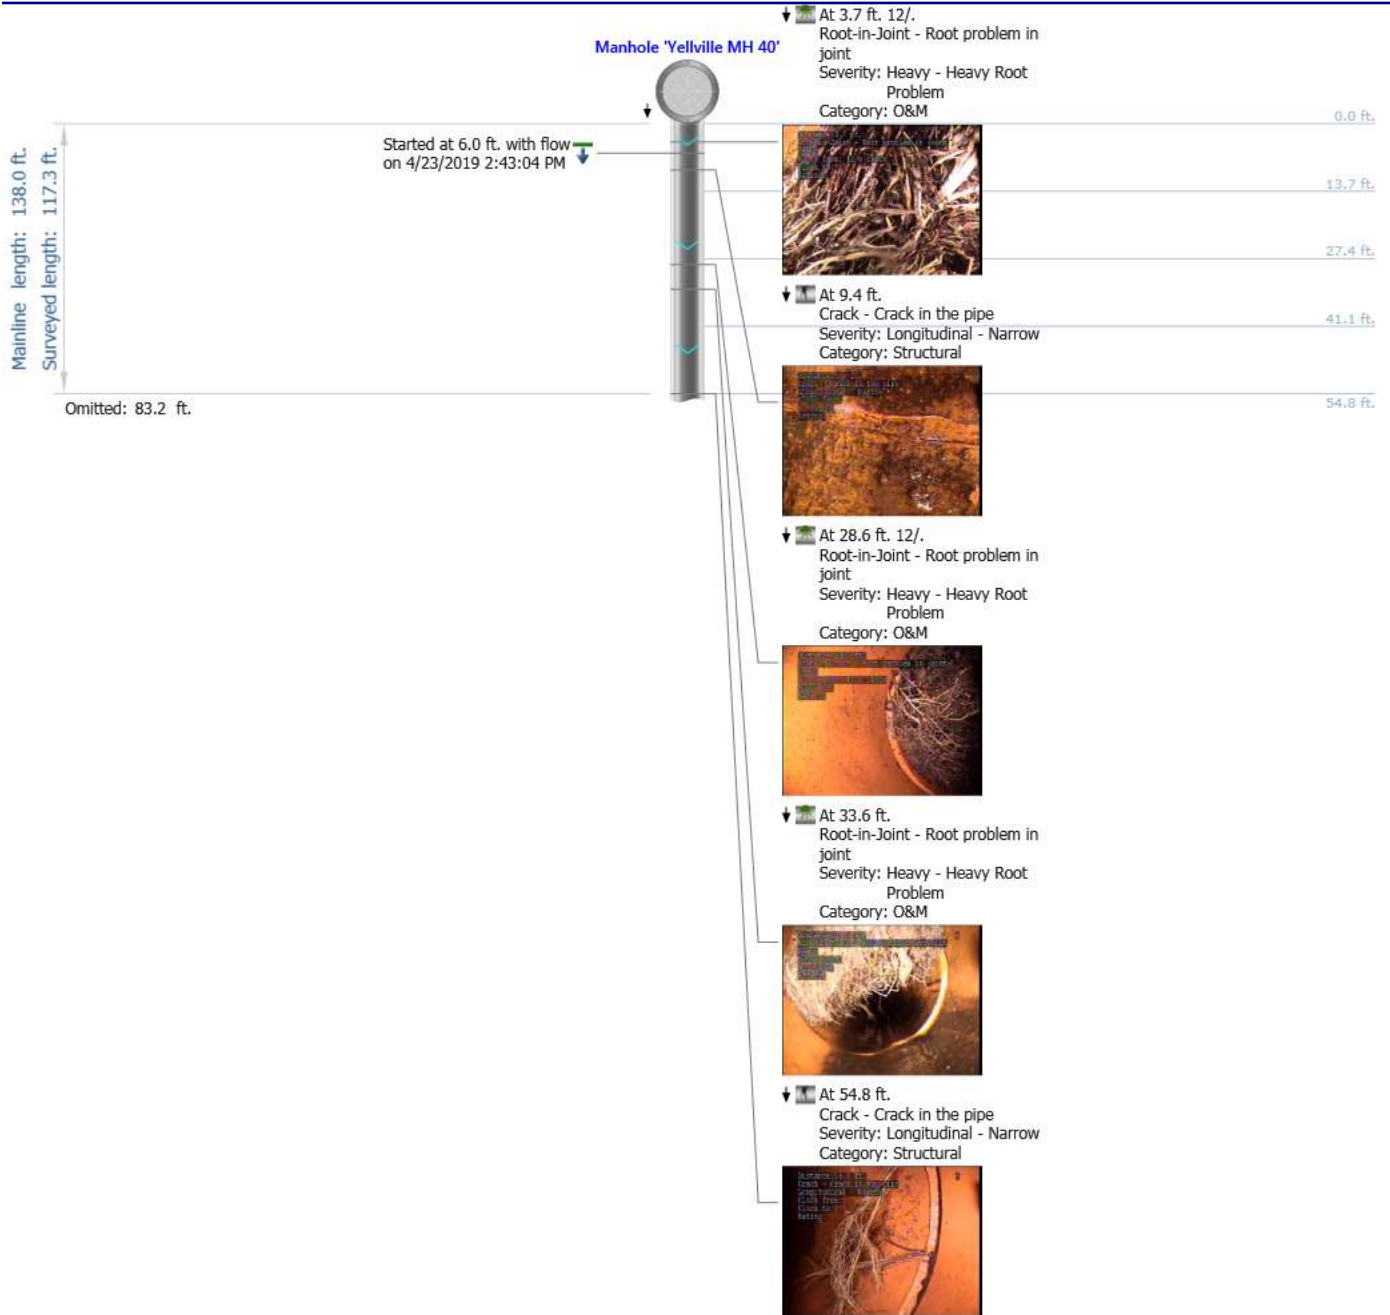 At 3.7 ft. 12/.
Root-in-Joint - Root problem in
joint
Severity: Heavy - Heavy Root
Problem
Category: O&M
Manhole 'Yellville MH 40'
0.0 ft.
Started at 6.0 ft. with flow
on 4/23/2019 2:43:04 PM
Mainline length: 138.0 ft.
Surveyed length: 117.3 ft.
13.7 ft.
27.4 ft.
At 9.4 ft.
Crack - Crack in the pipe
Severity: Longitudinal - Narrow
Category: Structural
41.1 ft.
54.8 ft.
Omitted: 83.2 ft.
At 28.6 ft. 12/.
Root-in-Joint - Root problem in
joint
Severity: Heavy - Heavy Root
Problem
Category: O&M
At 33.6 ft.
Root-in-Joint - Root problem in
joint
Severity: Heavy - Heavy Root
Problem
Category: O&M
At 54.8 ft.
Crack - Crack in the pipe
Severity: Longitudinal - Narrow
Category: Structural